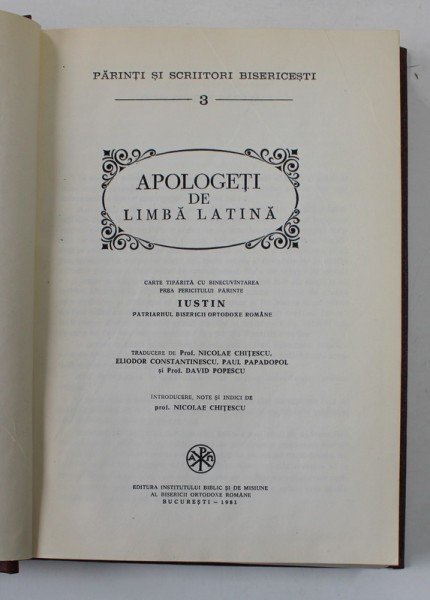 PĂRINȚI ȘI SCRIITORI BISERICEȘTI
3
APOLOGEȚI
DE
LIMBĂ LATINĂ
CARTE TIPĂRITĂ CU BINECUVÎNTAREA
PREA FERICITULUI PĂRINTE
IUSTIN
PATRIARHUL BISERICII ORTODOXE ROMÂNE
TRADUCERE DE Prof. NICOLAE CHIȚESCU,
ELIODOR CONSTANTINESCU, PAUL PAPADOPOL
și Prof. DAVID POPESCU
INTRODUCERE, NOTE ȘI INDICI DE
prof. NICOLAE CHIȚESCU
Α Ω
EDITURA INSTITUTULUI BIBLIC ȘI DE MISIUNE
AL BISERICII ORTODOXE ROMÂNE
BUCUREȘTI — 1981